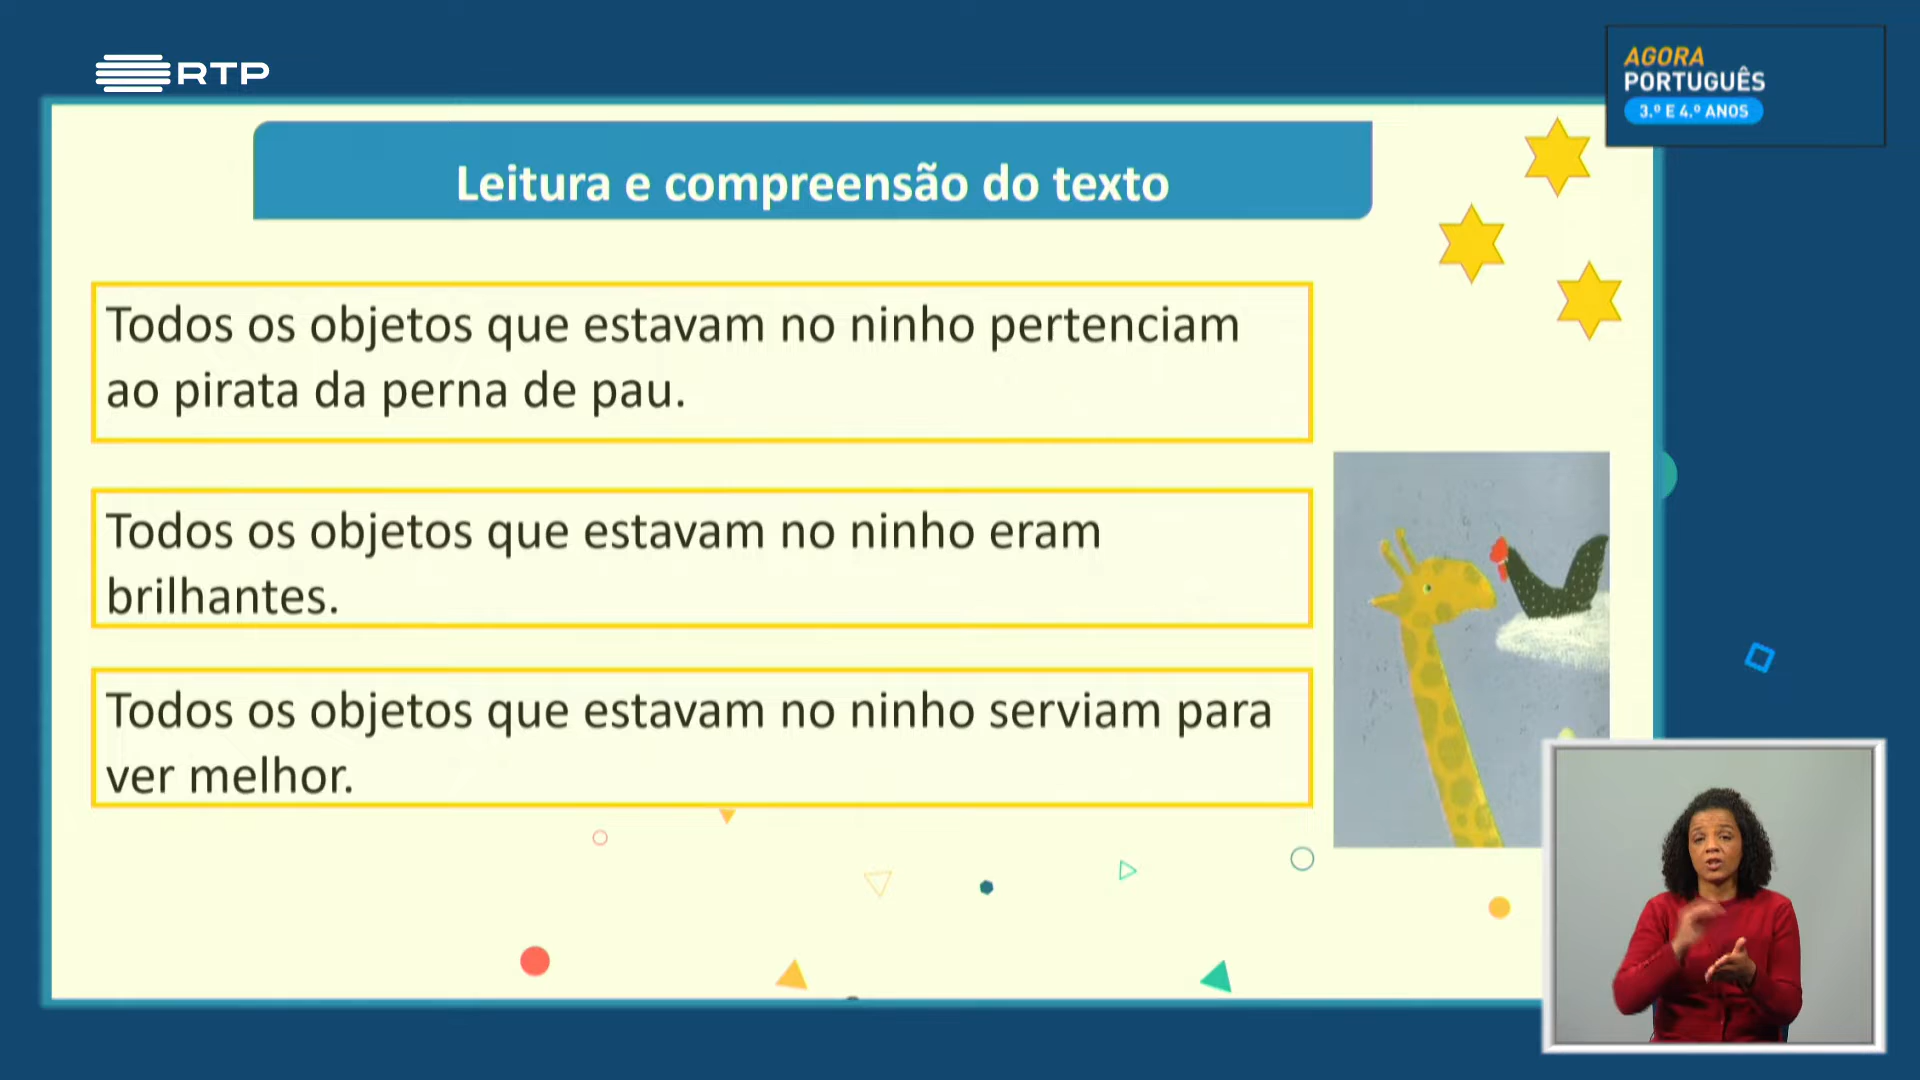 RTP
AGORA
PORTUGUÊS
3.º E 4.º ANOS
Leitura e compreensão do texto
Todos os objetos que estavam no ninho pertenciam
ao pirata da perna de pau.
Todos os objetos que estavam no ninho eram
brilhantes.
Todos os objetos que estavam no ninho serviam para
ver melhor.